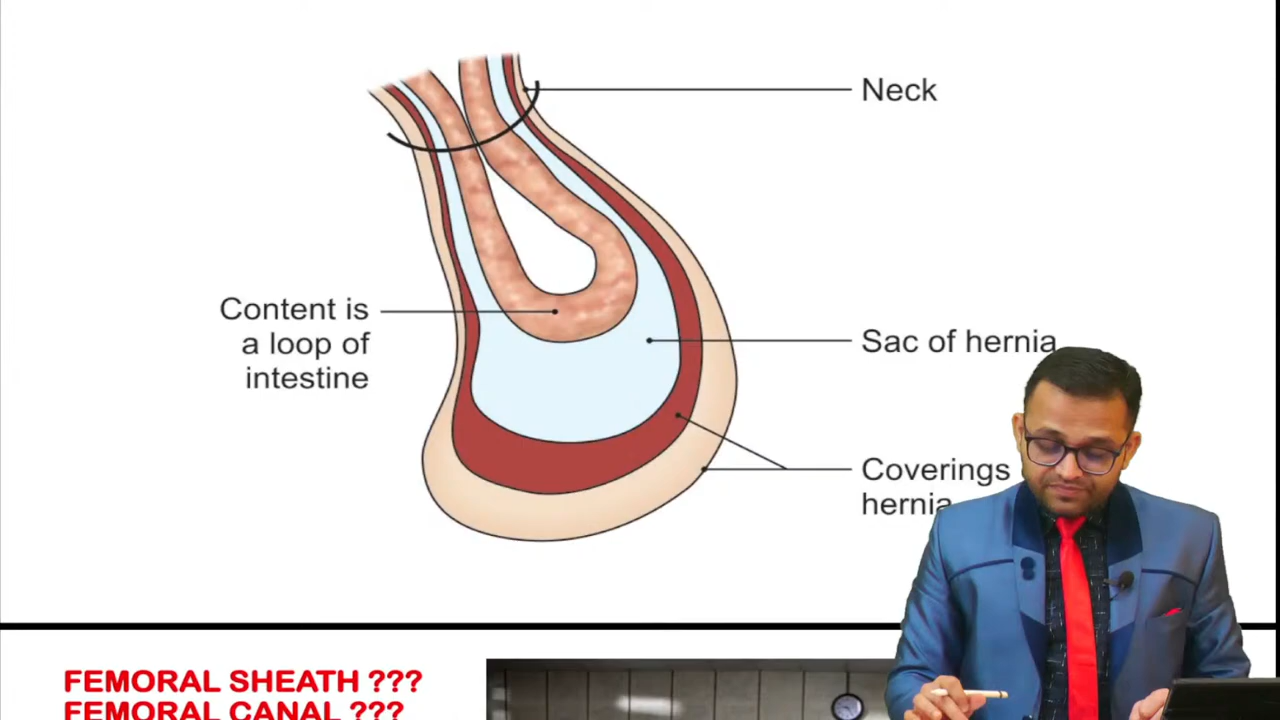 Neck
Content is
a loop of
intestine
Sac of hernia
Coverings
hernia
FEMORAL SHEATH ???
FEMORAL CANAL ???